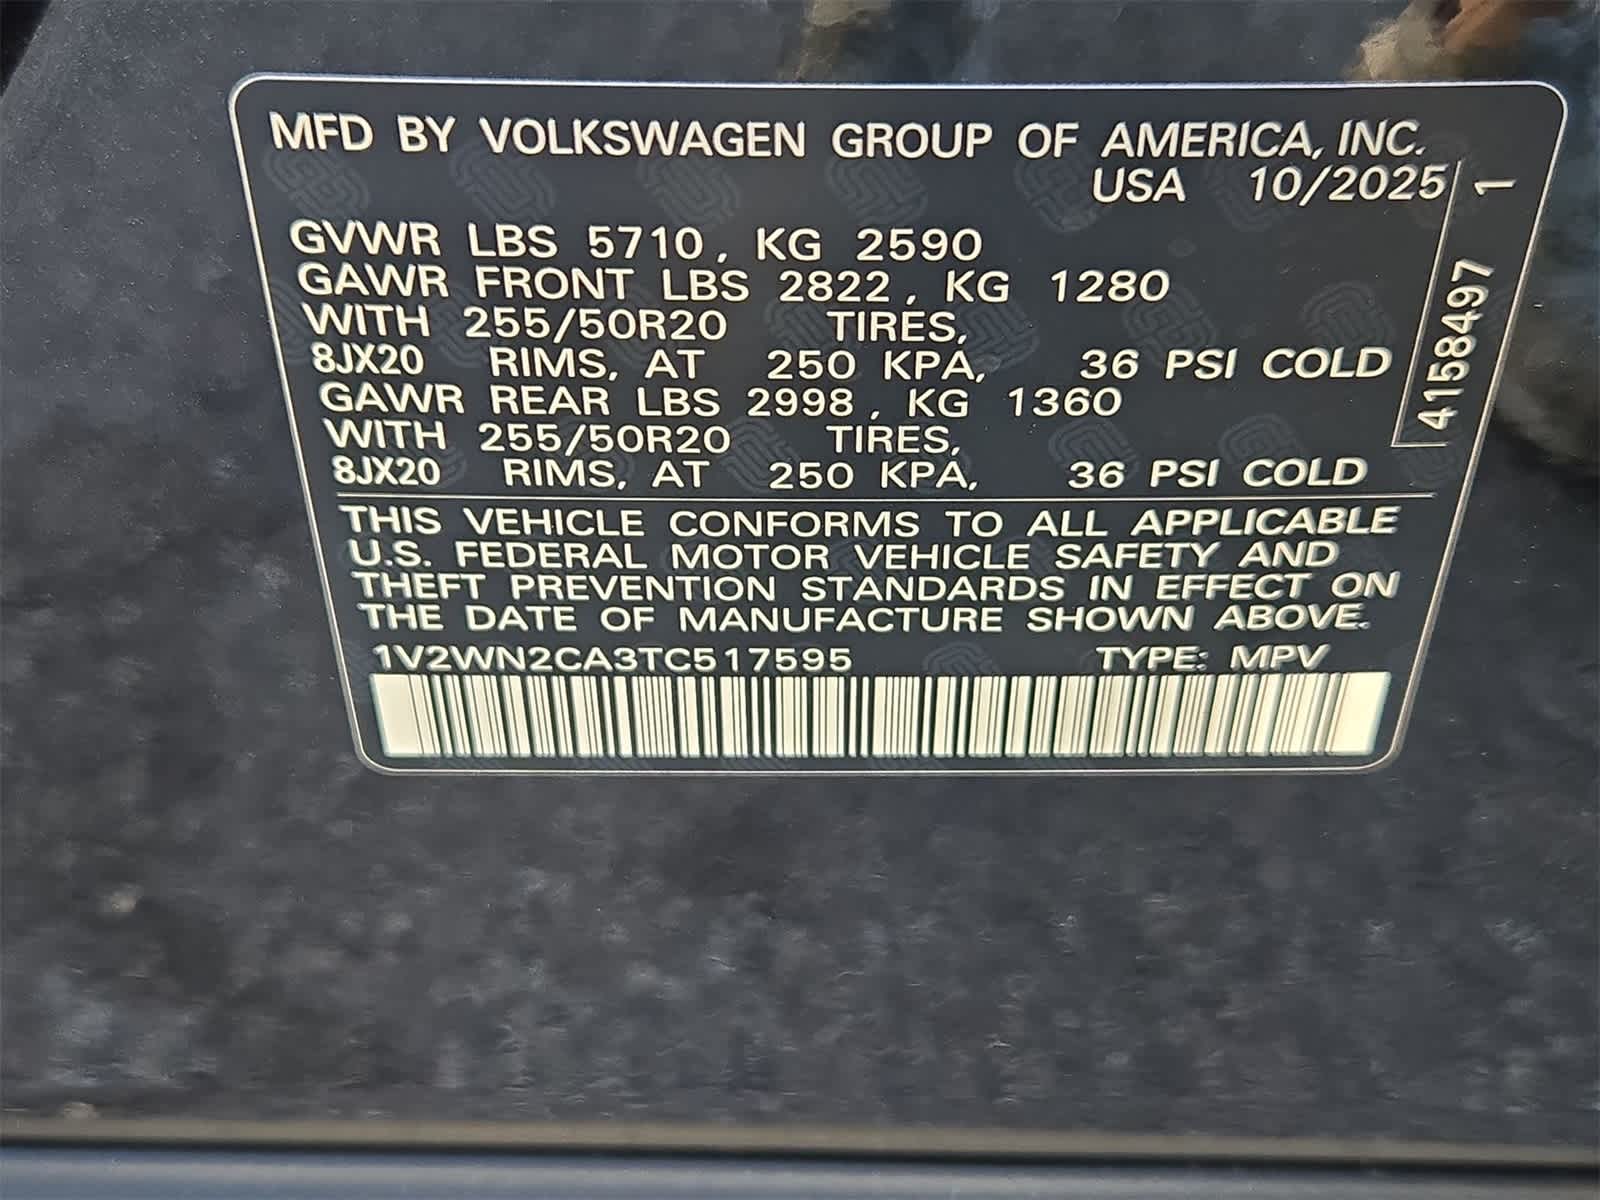 MFD BY VOLKSWAGEN GROUP OF AMERICA, INC.
USA 10/2025
GVWR LBS 5710, KG 2590
GAWR FRONT LBS 2822, KG 1280
WITH 255/50R20 TIRES,
8JX20 RIMS, AT 250 KPA, 36 PSI COLD
GAWR REAR LBS 2998, KG 1360
WITH 255/50R20 TIRES,
8JX20 RIMS, AT 250 KPA, 36 PSI COLD
THIS VEHICLE CONFORMS TO ALL APPLICABLE
U.S. FEDERAL MOTOR VEHICLE SAFETY AND
THEFT PREVENTION STANDARDS IN EFFECT ON
THE DATE OF MANUFACTURE SHOWN ABOVE.
1V2WN2CA3TC517595 TYPE: MPV
4158497 1